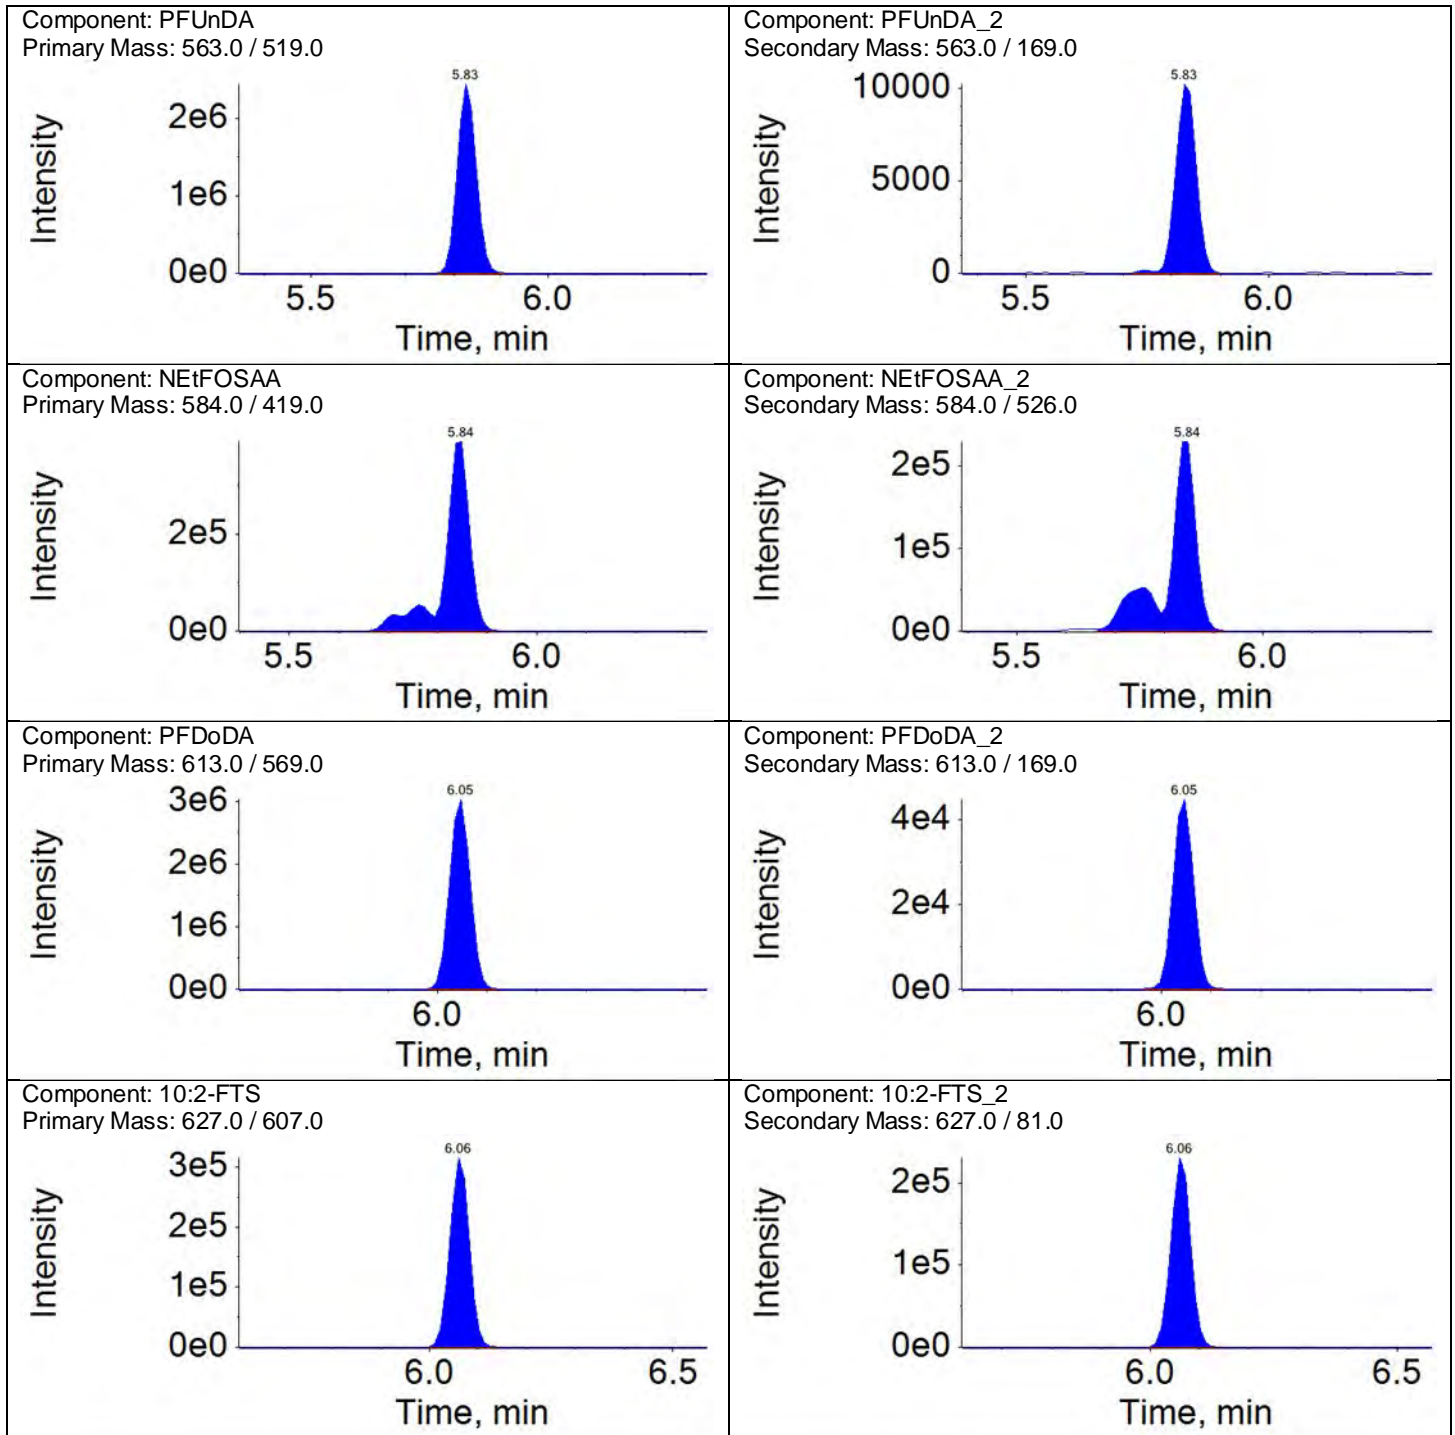 Component: PFUnDA
Primary Mass: 563.0 / 519.0
5.83
Intensity
2e6
1e6
0e0
5.5
6.0
Time, min
Component: PFUnDA_2
Secondary Mass: 563.0 / 169.0
5.83
Intensity
10000
5000
0
5.5
6.0
Time, min
Component: NEtFOSAA
Primary Mass: 584.0 / 419.0
5.84
Intensity
2e5
0e0
5.5
6.0
Time, min
Component: NEtFOSAA_2
Secondary Mass: 584.0 / 526.0
5.84
Intensity
2e5
1e5
0e0
5.5
6.0
Time, min
Component: PFDoDA
Primary Mass: 613.0 / 569.0
6.05
Intensity
3e6
2e6
1e6
0e0
6.0
Time, min
Component: PFDoDA_2
Secondary Mass: 613.0 / 169.0
6.05
Intensity
4e4
2e4
0e0
6.0
Time, min
Component: 10:2-FTS
Primary Mass: 627.0 / 607.0
6.06
Intensity
3e5
2e5
1e5
0e0
6.0
6.5
Time, min
Component: 10:2-FTS_2
Secondary Mass: 627.0 / 81.0
6.06
Intensity
2e5
1e5
0e0
6.0
6.5
Time, min